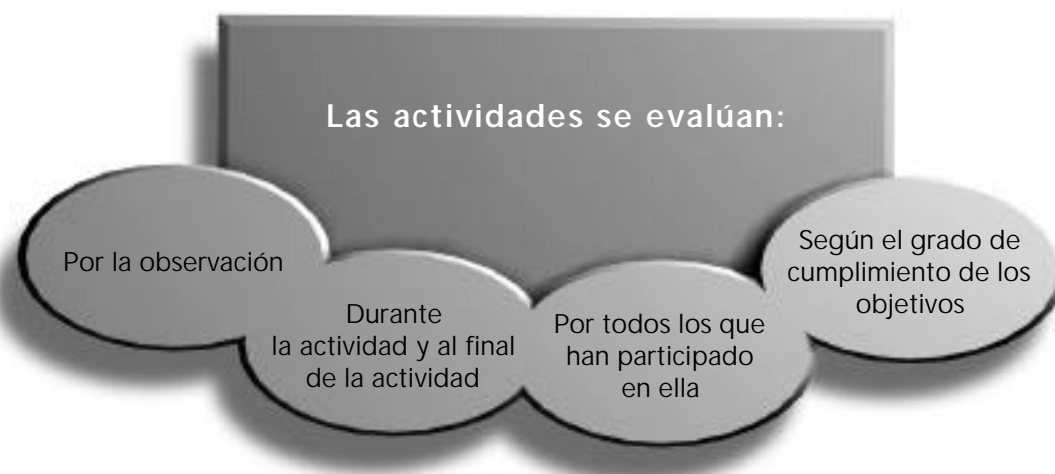 Las actividades se evalúan:
Por la observación
Durante
la actividad y al final
de la actividad
Por todos los que
han participado
en ella
Según el grado de
cumplimiento de los
objetivos